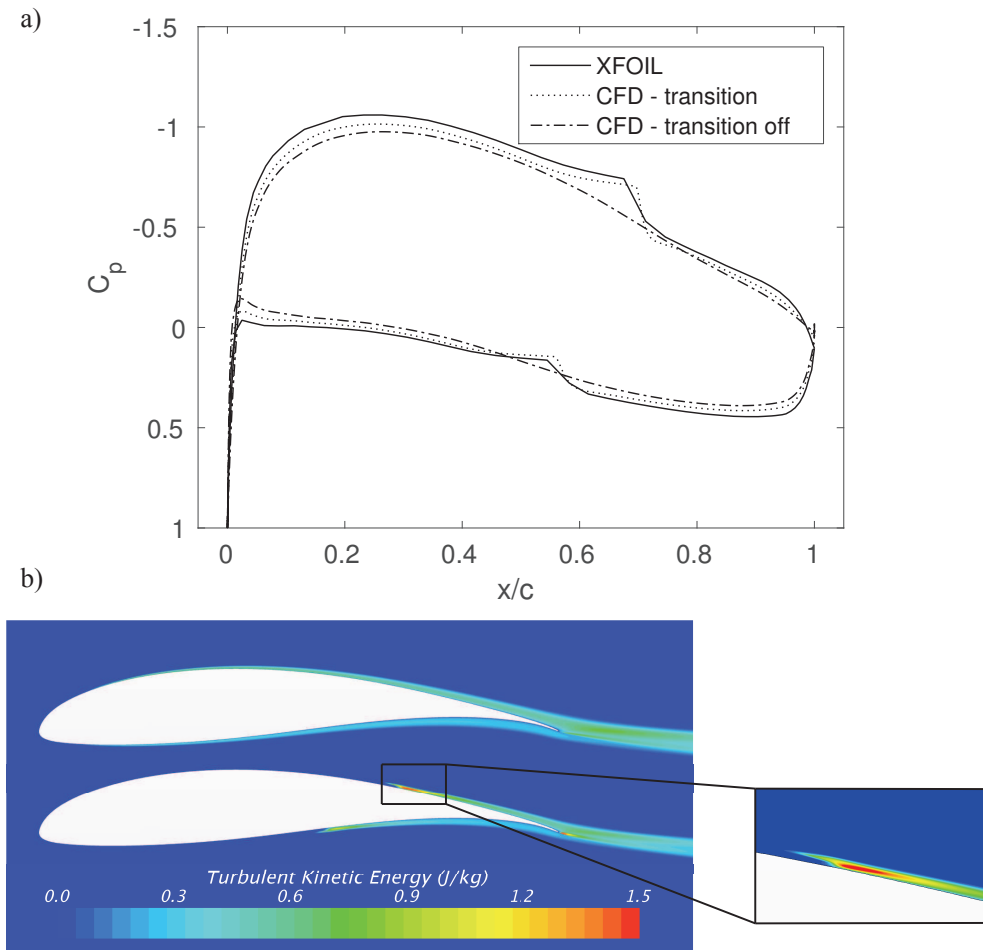 a)
-1.5
-1
-0.5
0
0.5
1
C_p
XFOIL
CFD - transition
CFD - transition off
0 0.2 0.4 0.6 0.8 1
x/c
b)
Turbulent Kinetic Energy (J/kg)
0.0 0.3 0.6 0.9 1.2 1.5